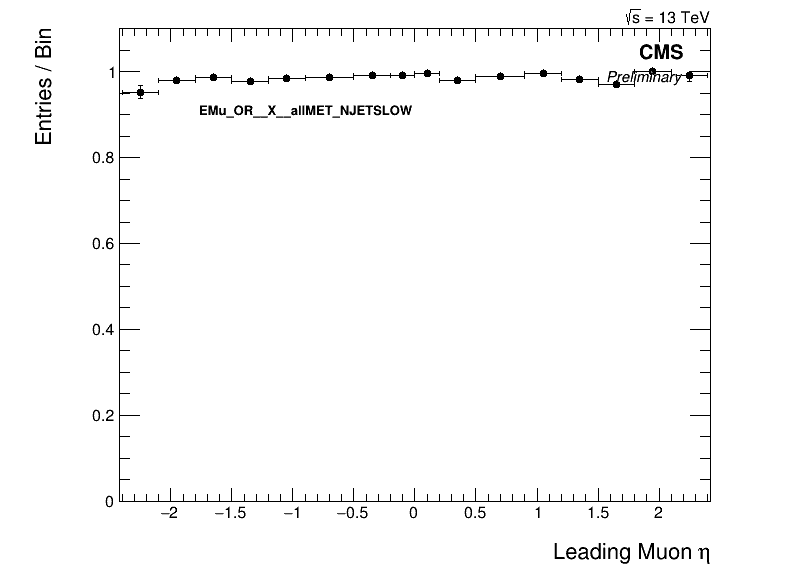 √s = 13 TeV
CMS
Preliminary
EMu_OR__X__allMET_NJETSLOW
Entries / Bin
1
0.8
0.6
0.4
0.2
0
−2 −1.5 −1 −0.5 0 0.5 1 1.5 2
Leading Muon η